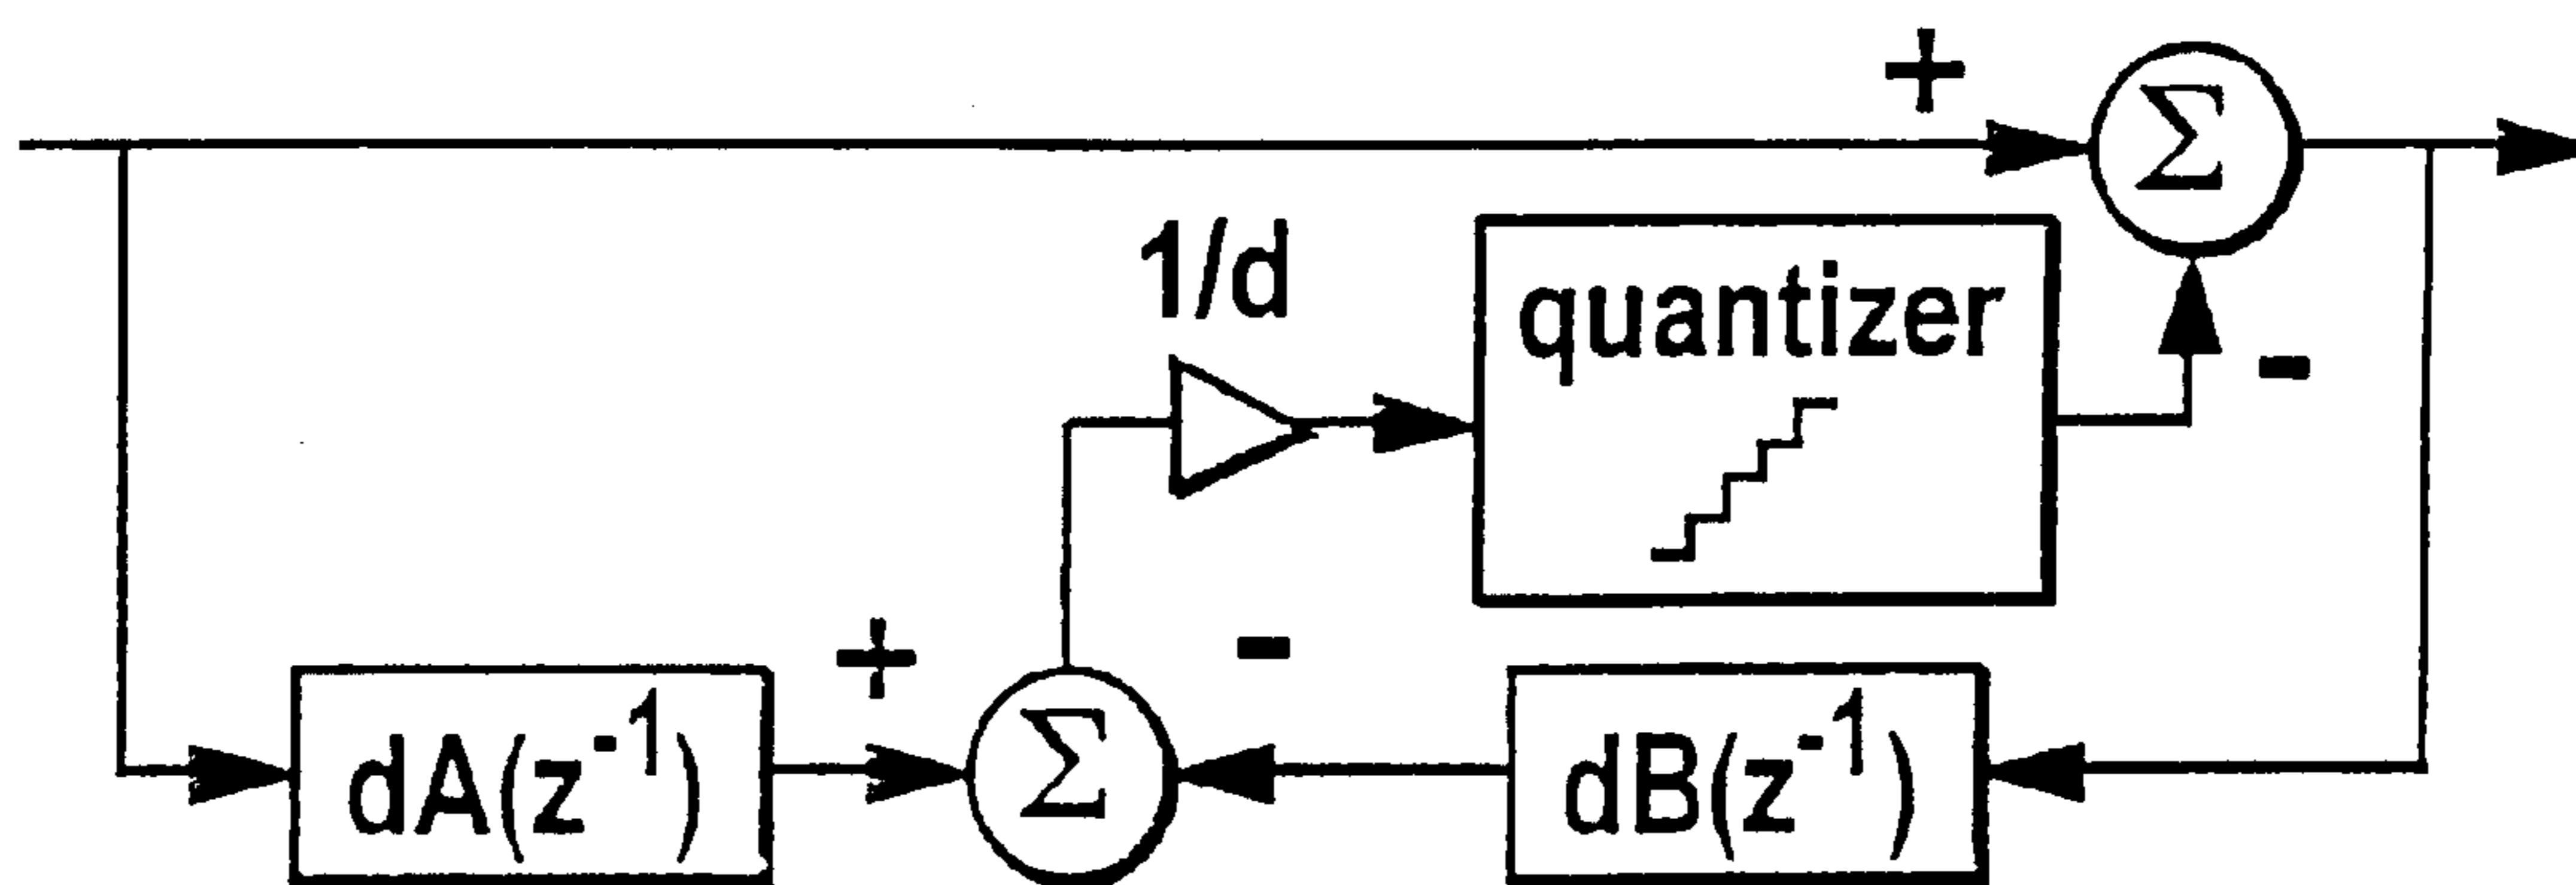 +
Σ
1/d
quantizer
-
+
-
dA(z⁻¹)
Σ
dB(z⁻¹)